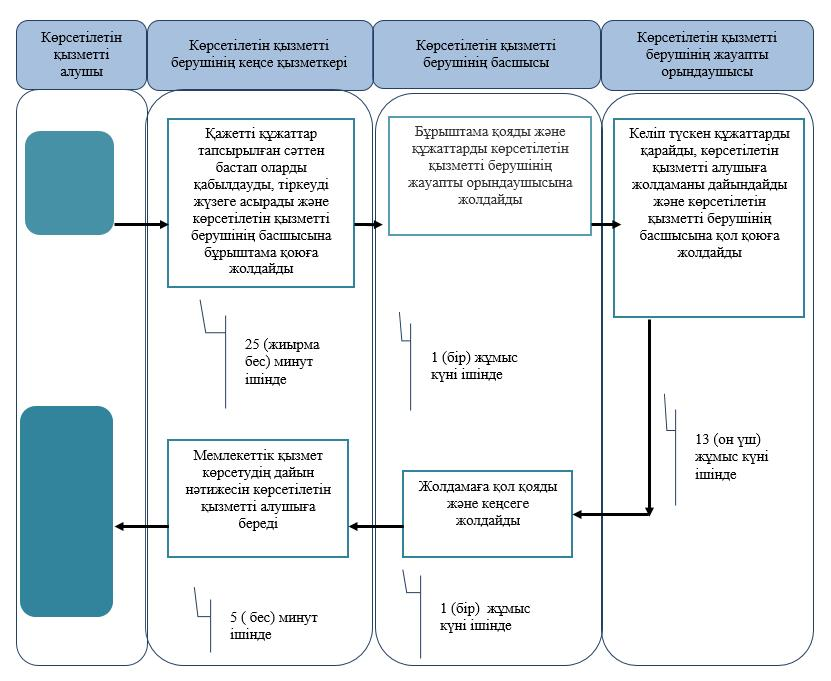 Көрсетілетін
қызметті
алушы
Көрсетілетін қызметті
берушінің кеңсе қызметкері
Көрсетілетін қызметті
берушінің басшысы
Көрсетілетін қызметті
берушінің жауапты
орындаушысы
Қажетті құжаттар
тапсырылған сәттен
бастап оларды
қабылдауды, тіркеуді
жүзеге асырады және
көрсетілетін қызметті
берушінің басшысына
бұрыштама қоюға
жолдайды
Бұрыштама қояды және
құжаттарды көрсетілетін
қызметті берушінің
жауапты орындаушысына
жолдайды
Келіп түскен құжаттарды
қарайды, көрсетілетін
қызметті алушыға
жолдаманы дайындайды
және көрсетілетін
қызметті берушінің
басшысына қол қоюға
жолдайды
25 (жиырма
бес) минут
ішінде
1 (бір) жұмыс
күні ішінде
13 (он үш)
жұмыс күні
ішінде
Мемлекеттік қызмет
көрсетудің дайын
нәтижесін көрсетілетін
қызметті алушыға
береді
Жолдамаға қол қояды
және кеңсеге
жолдайды
5 ( бес) минут
ішінде
1 (бір) жұмыс
күні ішінде